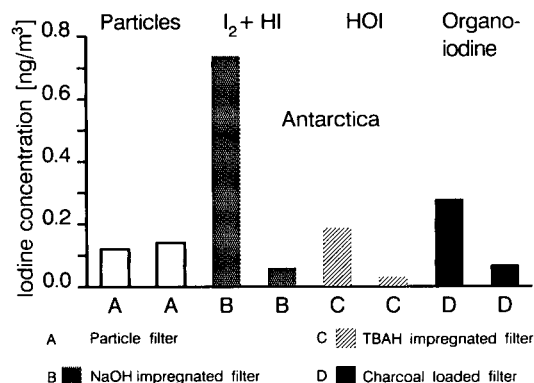 Particles I₂ + HI HOI Organo-
iodine
Iodine concentration [ng/m³]
0.8
0.6
0.4
0.2
0.0
Antarctica
A A B B C C D D
A Particle filter
C TBAH impregnated filter
B NaOH impregnated filter
D Charcoal loaded filter